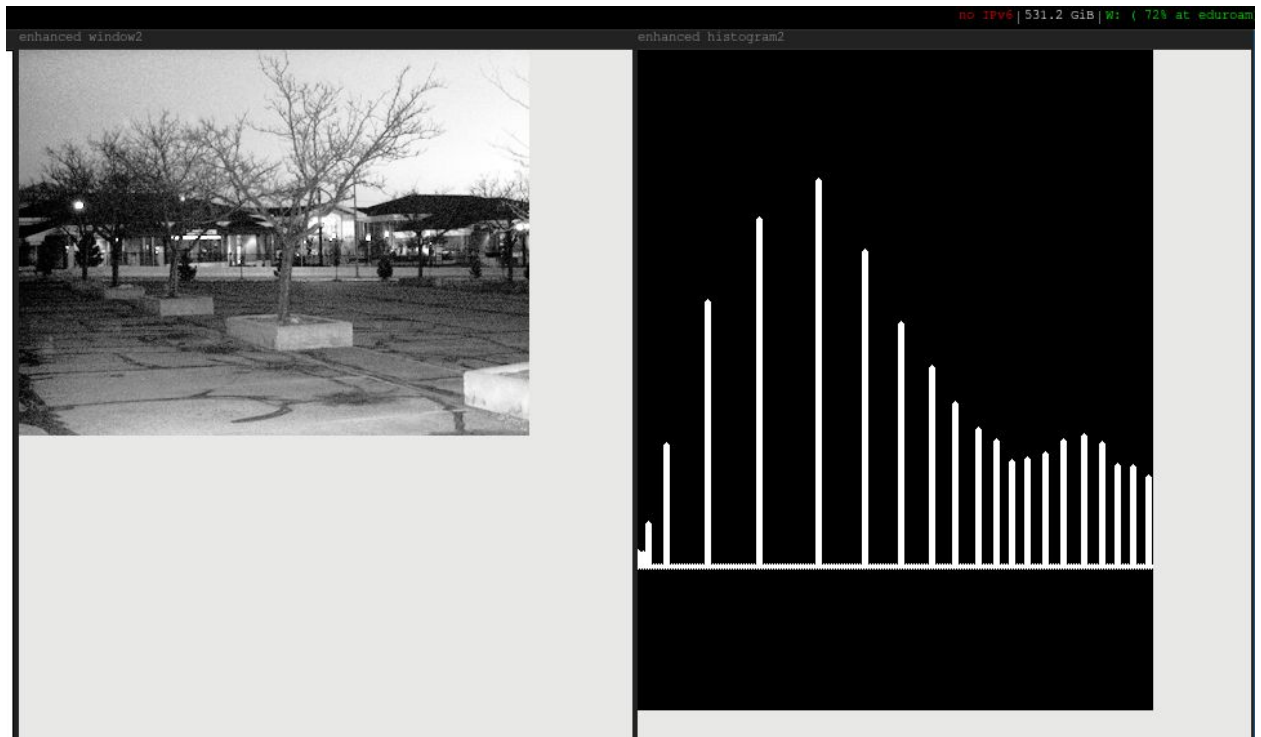 no IPv6|531.2 GiB|W: ( 72% at eduroam
enhanced window2
enhanced histogram2